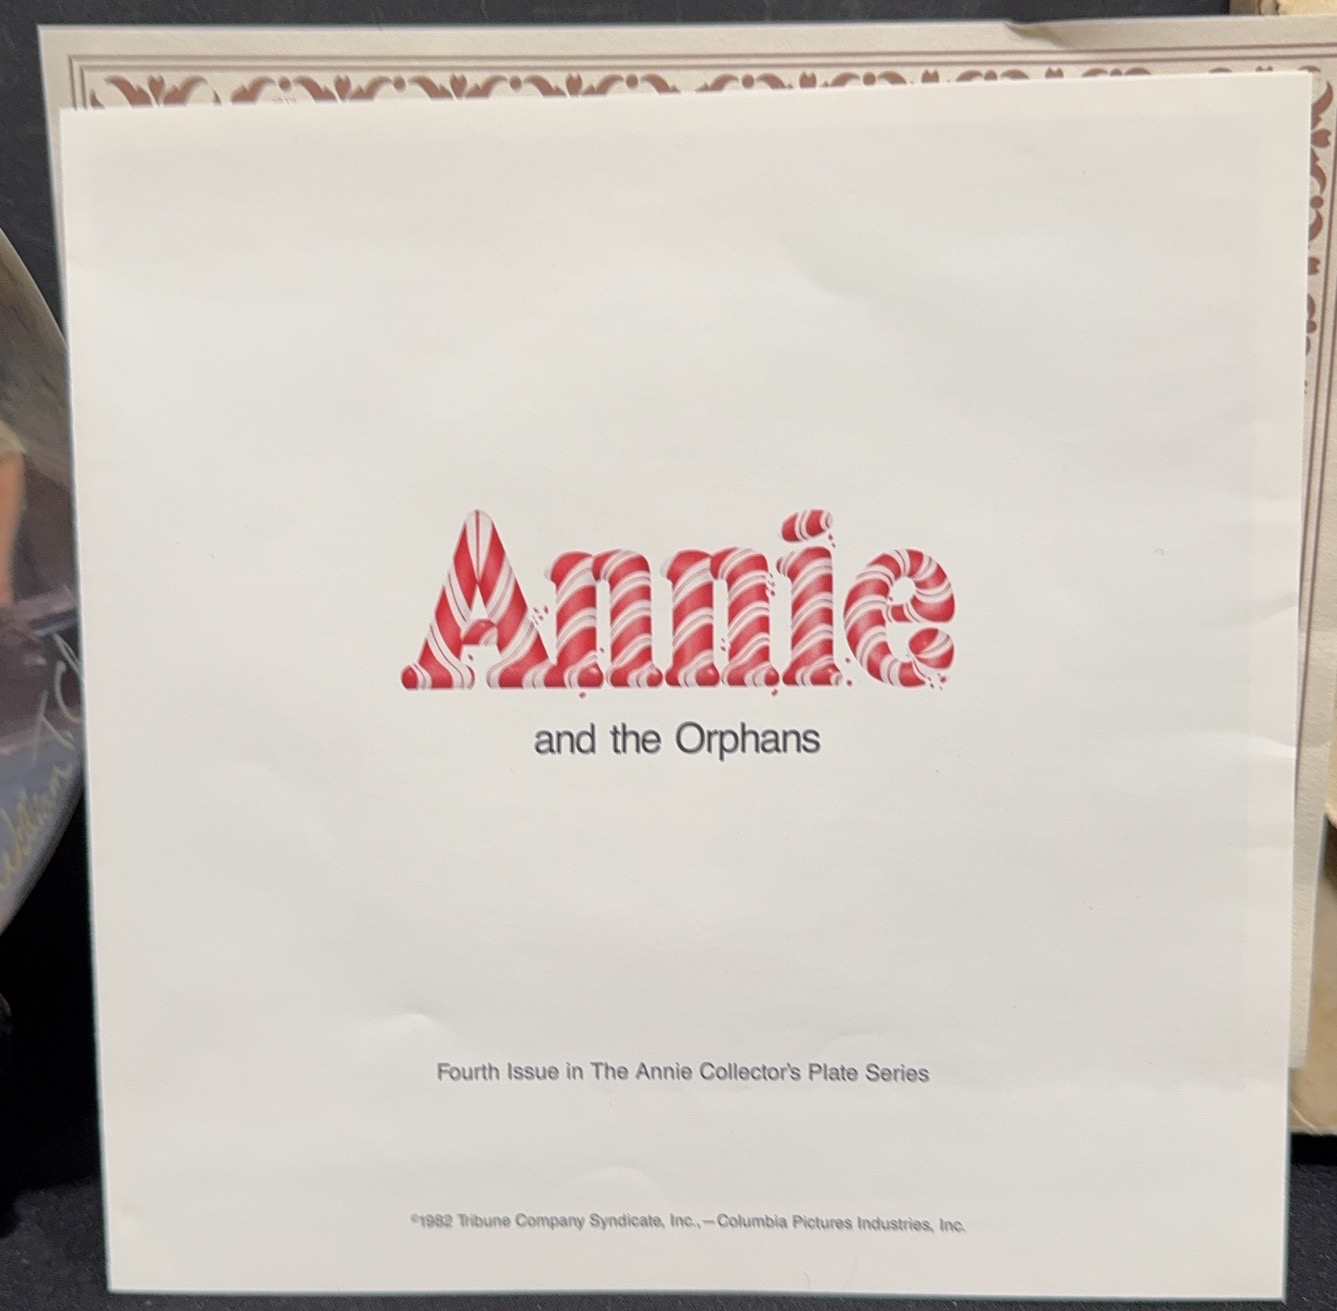 Annie
and the Orphans
Fourth Issue in The Annie Collector's Plate Series
©1982 Tribune Company Syndicate, Inc.,—Columbia Pictures Industries, Inc.